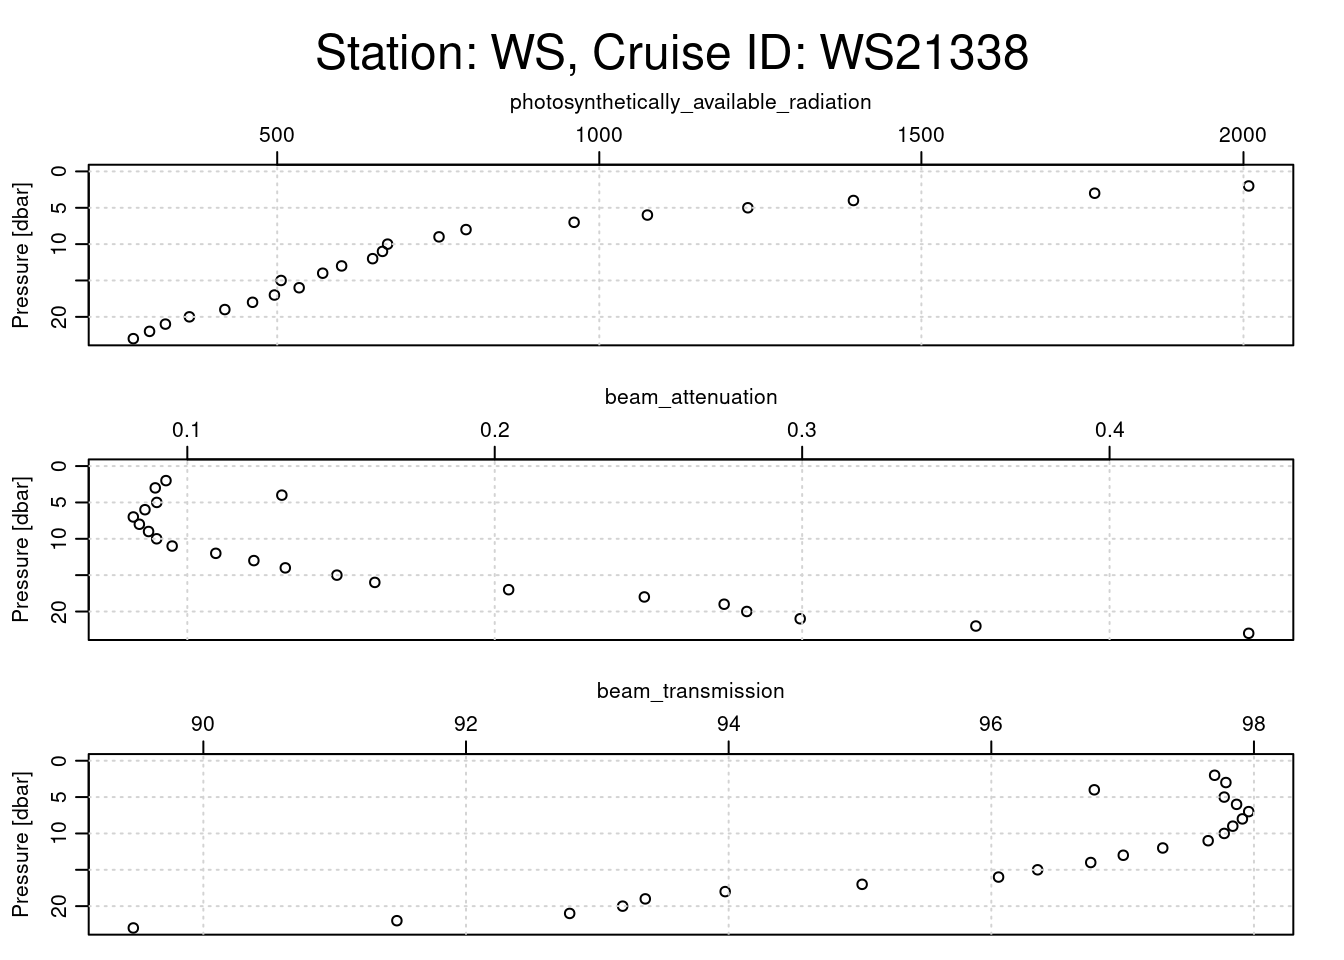 Station: WS, Cruise ID: WS21338
photosynthetically_available_radiation
500 1000 1500 2000
Pressure [dbar]
0
5
10
20
beam_attenuation
0.1 0.2 0.3 0.4
Pressure [dbar]
0
5
10
20
beam_transmission
90 92 94 96 98
Pressure [dbar]
0
5
10
20